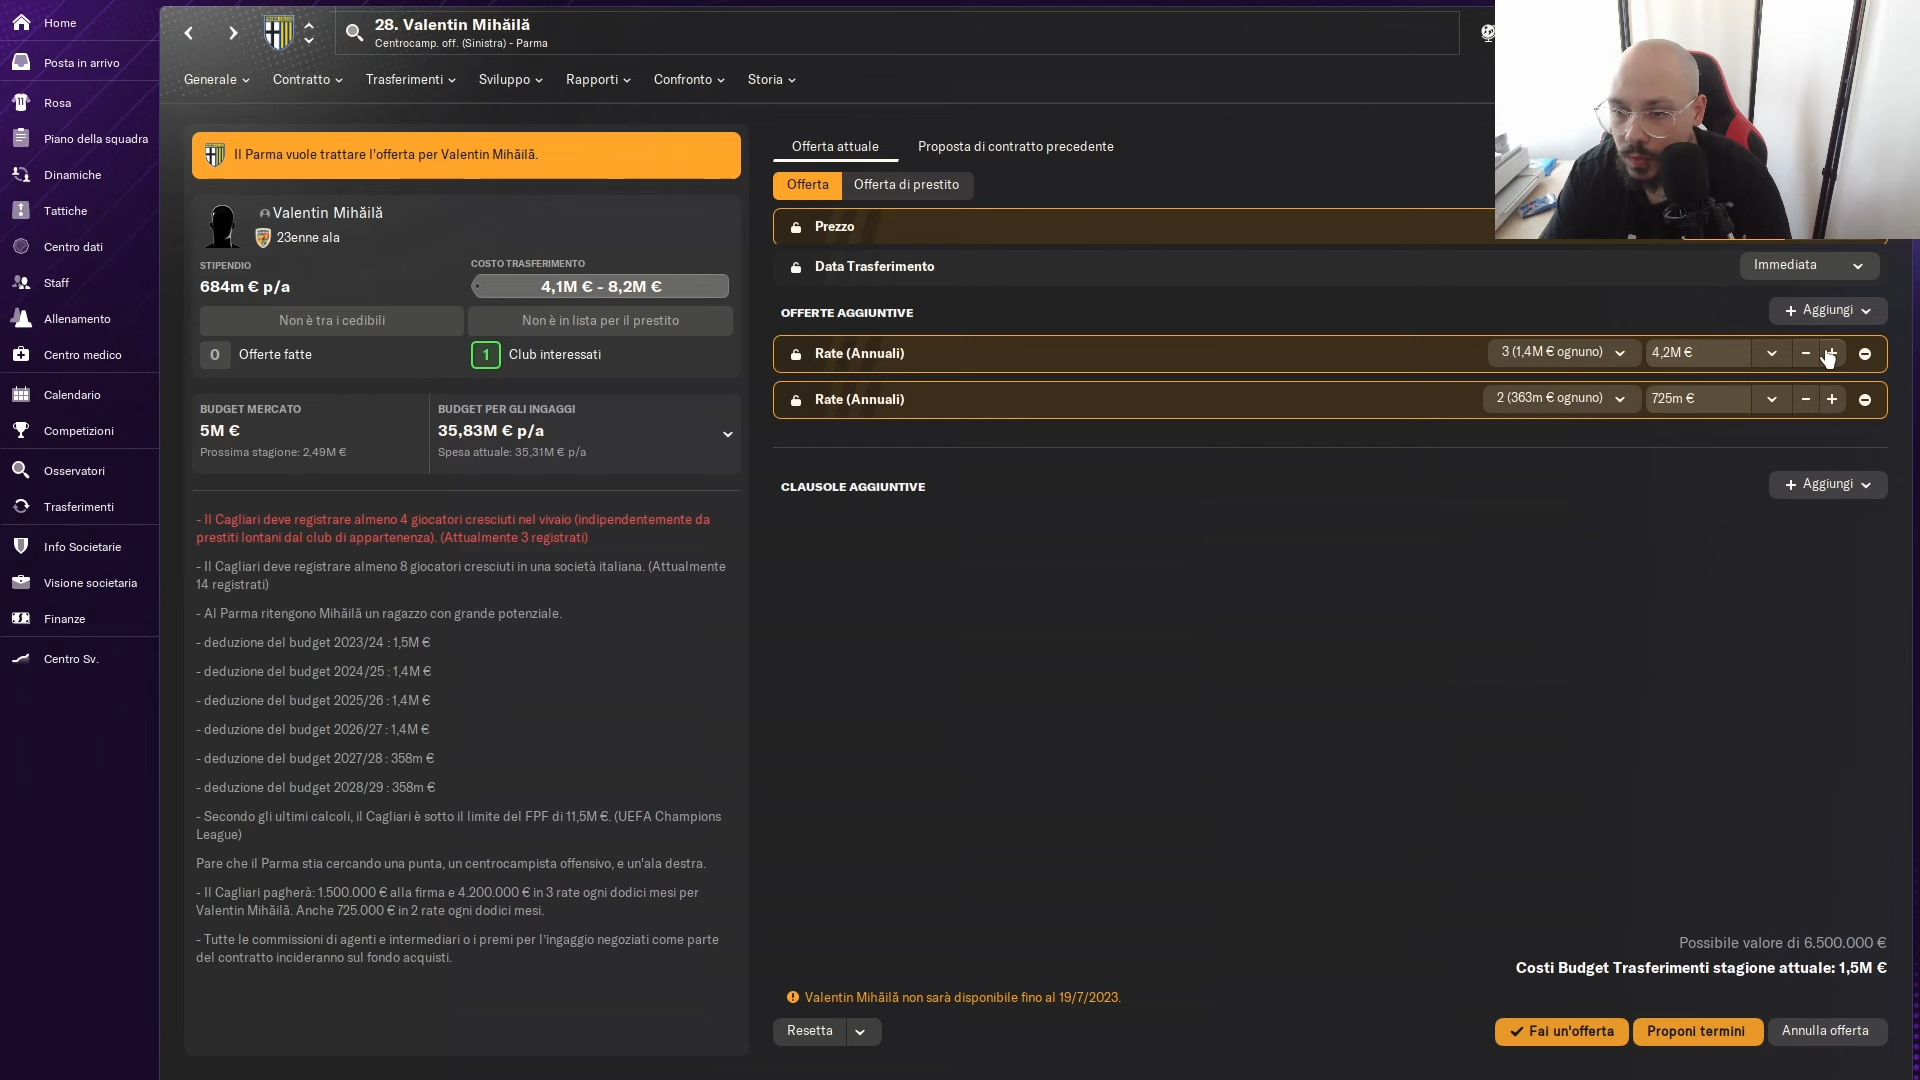 Home
Posta in arrivo
Rosa
Piano della squadra
Dinamiche
Tattiche
Centro dati
Staff
Allenamento
Centro medico
Calendario
Competizioni
Osservatori
Trasferimenti
Info Societarie
Visione societaria
Finanze
Centro Sv.
28. Valentin Mihăilă
Centrocamp. off. (Sinistra) - Parma
Generale
Contratto
Trasferimenti
Sviluppo
Rapporti
Confronto
Storia
Il Parma vuole trattare l'offerta per Valentin Mihăilă.
Valentin Mihăilă
23enne ala
STIPENDIO
684m € p/a
COSTO TRASFERIMENTO
4,1M € - 8,2M €
Non è tra i cedibili
Non è in lista per il prestito
0 Offerte fatte
1 Club interessati
BUDGET MERCATO
5M €
Prossima stagione: 2,49M €
BUDGET PER GLI INGAGGI
35,83M € p/a
Spesa attuale: 35,31M € p/a
- Il Cagliari deve registrare almeno 4 giocatori cresciuti nel vivaio (indipendentemente da
prestiti lontani dal club di appartenenza). (Attualmente 3 registrati)
- Il Cagliari deve registrare almeno 8 giocatori cresciuti in una società italiana. (Attualmente
14 registrati)
- Al Parma ritengono Mihăilă un ragazzo con grande potenziale.
- deduzione del budget 2023/24 : 1,5M €
- deduzione del budget 2024/25 : 1,4M €
- deduzione del budget 2025/26 : 1,4M €
- deduzione del budget 2026/27 : 1,4M €
- deduzione del budget 2027/28 : 358m €
- deduzione del budget 2028/29 : 358m €
- Secondo gli ultimi calcoli, il Cagliari è sotto il limite del FPF di 11,5M €. (UEFA Champions
League)
Pare che il Parma stia cercando una punta, un centrocampista offensivo, e un'ala destra.
- Il Cagliari pagherà: 1.500.000 € alla firma e 4.200.000 € in 3 rate ogni dodici mesi per
Valentin Mihăilă. Anche 725.000 € in 2 rate ogni dodici mesi.
- Tutte le commissioni di agenti e intermediari o i premi per l'ingaggio negoziati come parte
del contratto incideranno sul fondo acquisti.
Offerta attuale
Proposta di contratto precedente
Offerta
Offerta di prestito
Prezzo
Data Trasferimento
Immediata
OFFERTE AGGIUNTIVE
Aggiungi
Rate (Annuali)
3 (1,4M € ognuno)
4,2M €
Rate (Annuali)
2 (363m € ognuno)
725m €
CLAUSOLE AGGIUNTIVE
Aggiungi
Possibile valore di 6.500.000 €
Costi Budget Trasferimenti stagione attuale: 1,5M €
Valentin Mihăilă non sarà disponibile fino al 19/7/2023.
Resetta
Fai un'offerta
Proponi termini
Annulla offerta